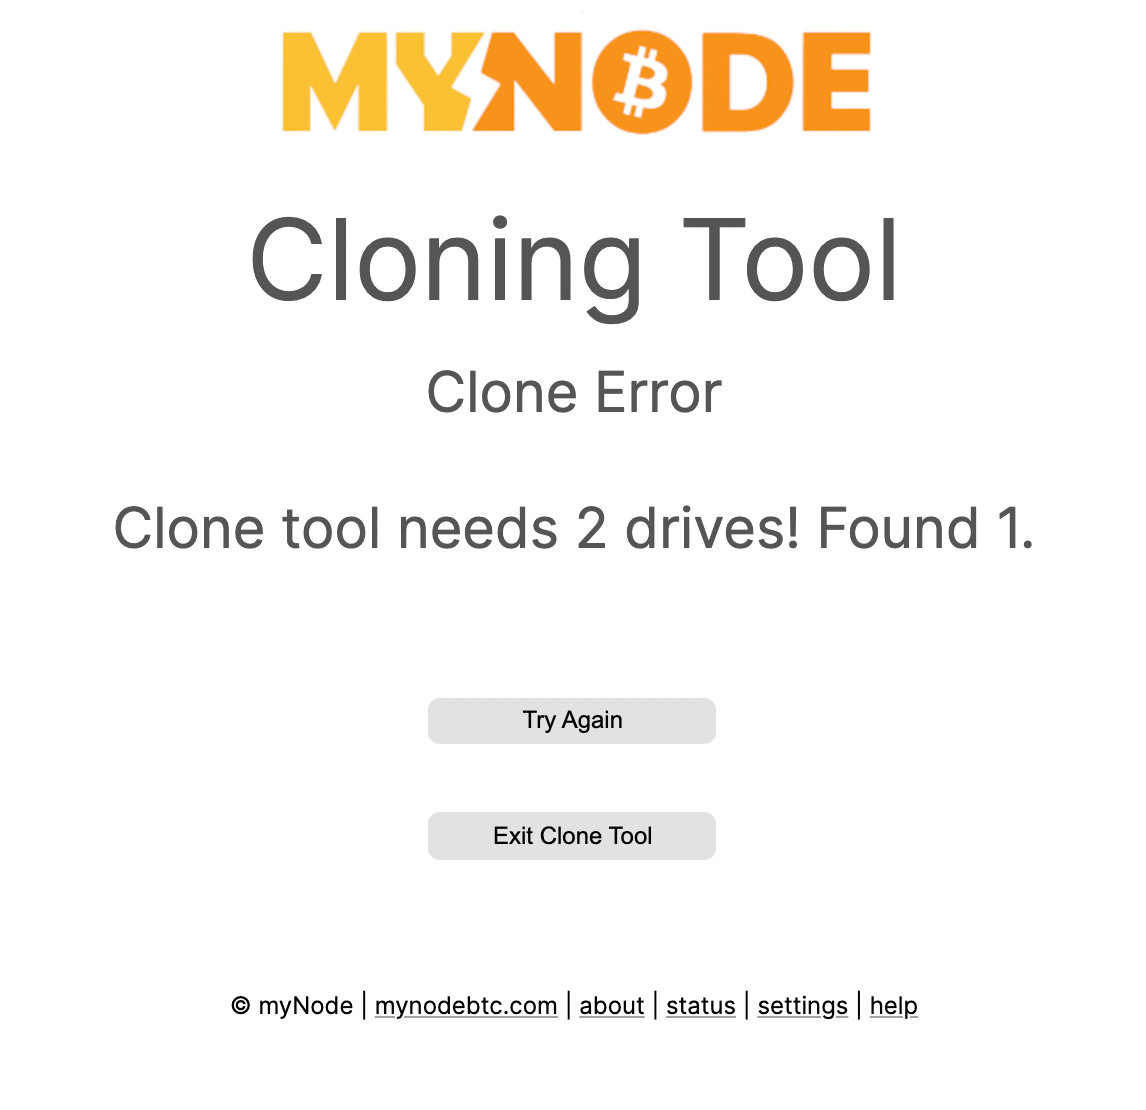 MYNODE
Cloning Tool
Clone Error
Clone tool needs 2 drives! Found 1.
Try Again
Exit Clone Tool
© myNode | mynodebtc.com | about | status | settings | help